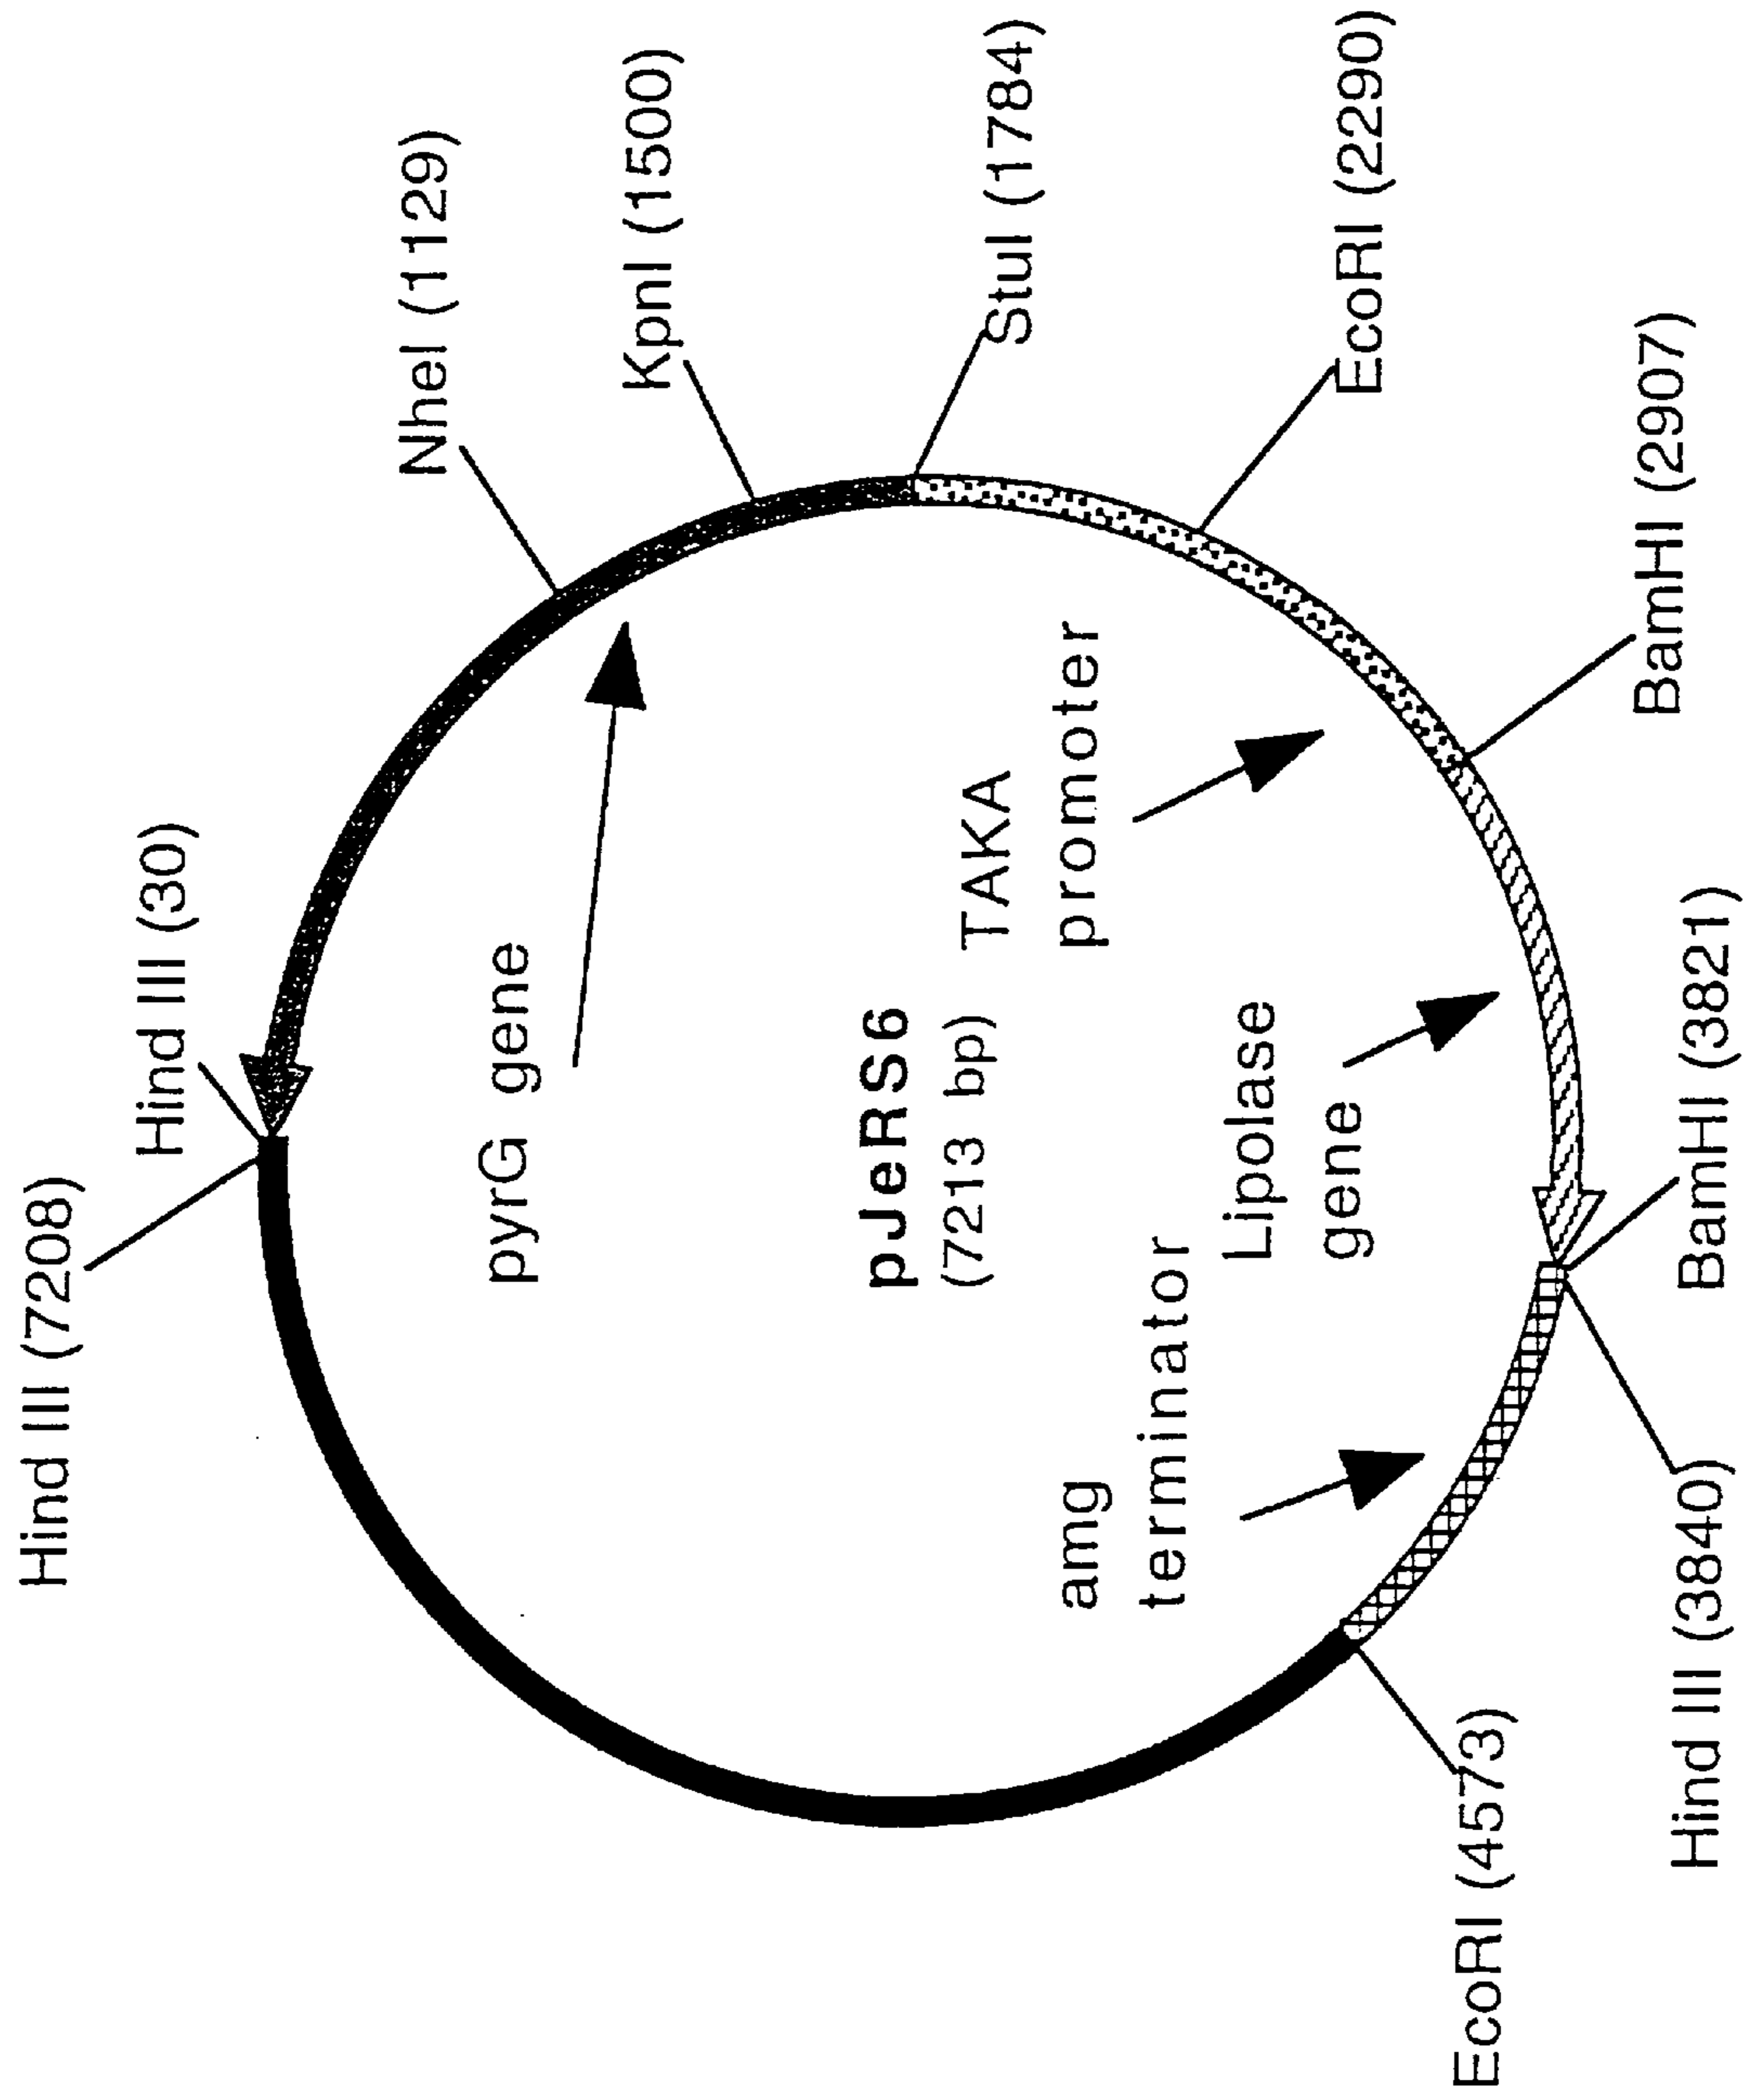 Hind III (7208)
Hind III (30)
NheI (1129)
KpnI (1500)
StuI (1784)
EcoRI (2290)
BamHI (2907)
BamHI (3821)
Hind III (3840)
EcoRI (4573)
pyrG gene
pJeRS6
(7213 bp)
TAKA
promoter
Lipolase
gene
amg
terminator